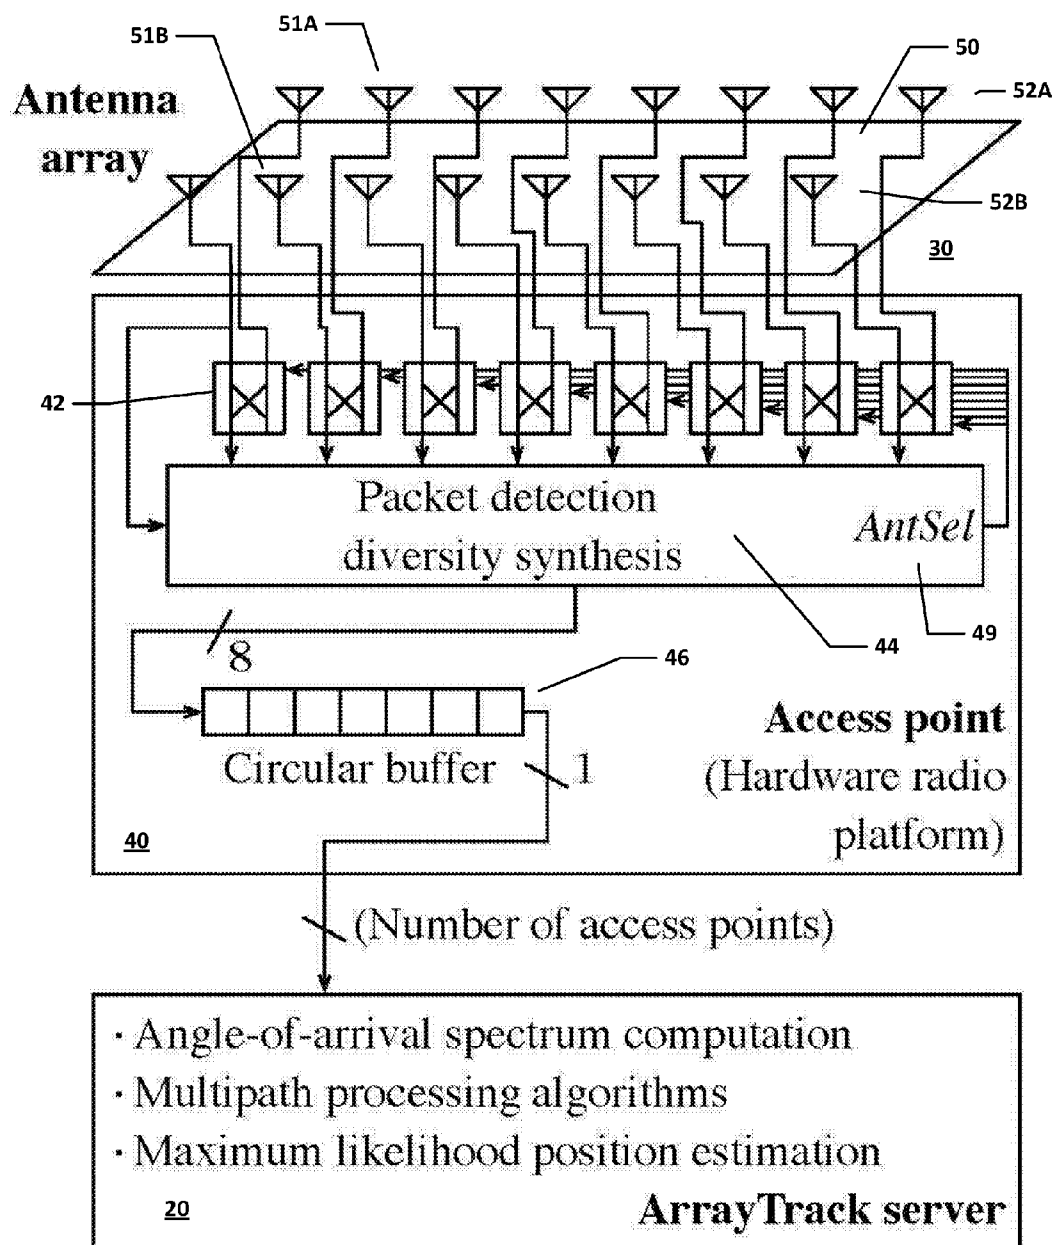 51A
51B
50
Antenna
array
52A
52B
30
42
Packet detection
diversity synthesis
AntSel
8
46
44
49
Access point
Circular buffer
1
(Hardware radio
platform)
40
(Number of access points)
· Angle-of-arrival spectrum computation
· Multipath processing algorithms
· Maximum likelihood position estimation
20
ArrayTrack server